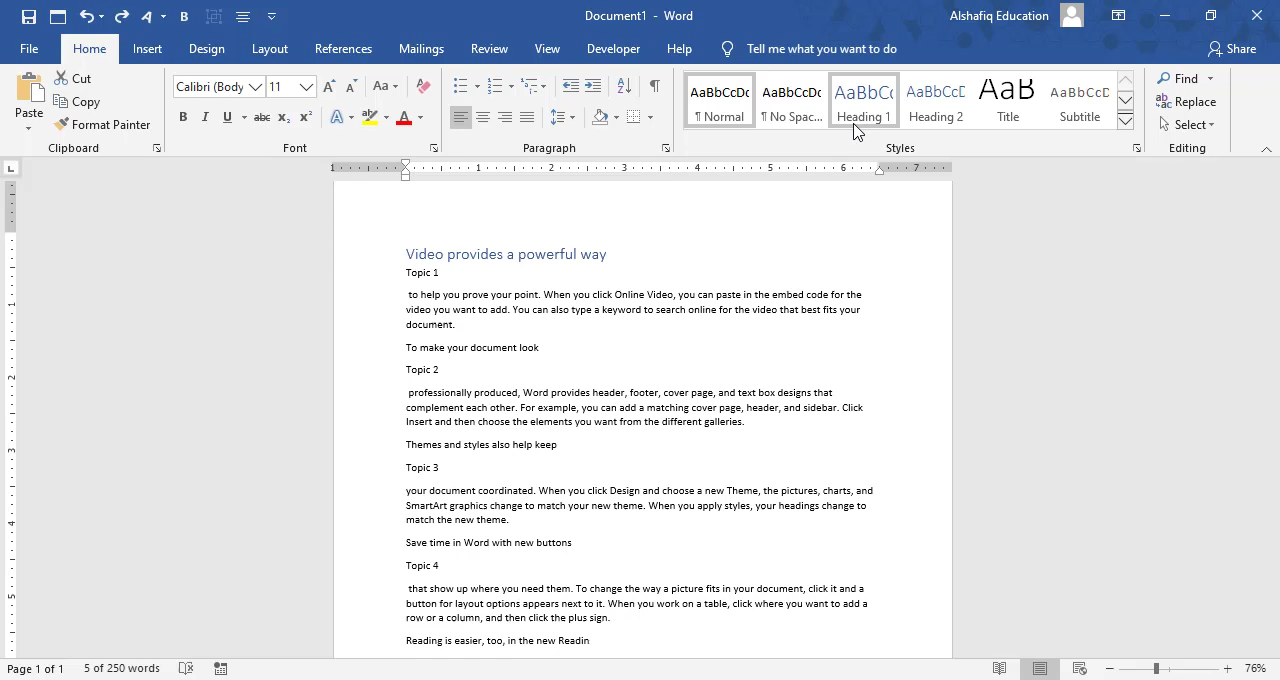 Document1 - Word
Alshafiq Education
File Home Insert Design Layout References Mailings Review View Developer Help Tell me what you want to do Share
Paste
Cut
Copy
Format Painter
Clipboard
Calibri (Body 11
Font
Paragraph
AaBbCcDc AaBbCcDc AaBbCc AaBbCcC AaB AaBbCcD
¶ Normal ¶ No Spac... Heading 1 Heading 2 Title Subtitle
Styles
Find
Replace
Select
Editing
1 1 2 3 4 5 6 7
Video provides a powerful way
Topic 1
to help you prove your point. When you click Online Video, you can paste in the embed code for the
video you want to add. You can also type a keyword to search online for the video that best fits your
document.
To make your document look
Topic 2
professionally produced, Word provides header, footer, cover page, and text box designs that
complement each other. For example, you can add a matching cover page, header, and sidebar. Click
Insert and then choose the elements you want from the different galleries.
Themes and styles also help keep
Topic 3
your document coordinated. When you click Design and choose a new Theme, the pictures, charts, and
SmartArt graphics change to match your new theme. When you apply styles, your headings change to
match the new theme.
Save time in Word with new buttons
Topic 4
that show up where you need them. To change the way a picture fits in your document, click it and a
button for layout options appears next to it. When you work on a table, click where you want to add a
row or a column, and then click the plus sign.
Reading is easier, too, in the new Readin
Page 1 of 1 5 of 250 words 76%